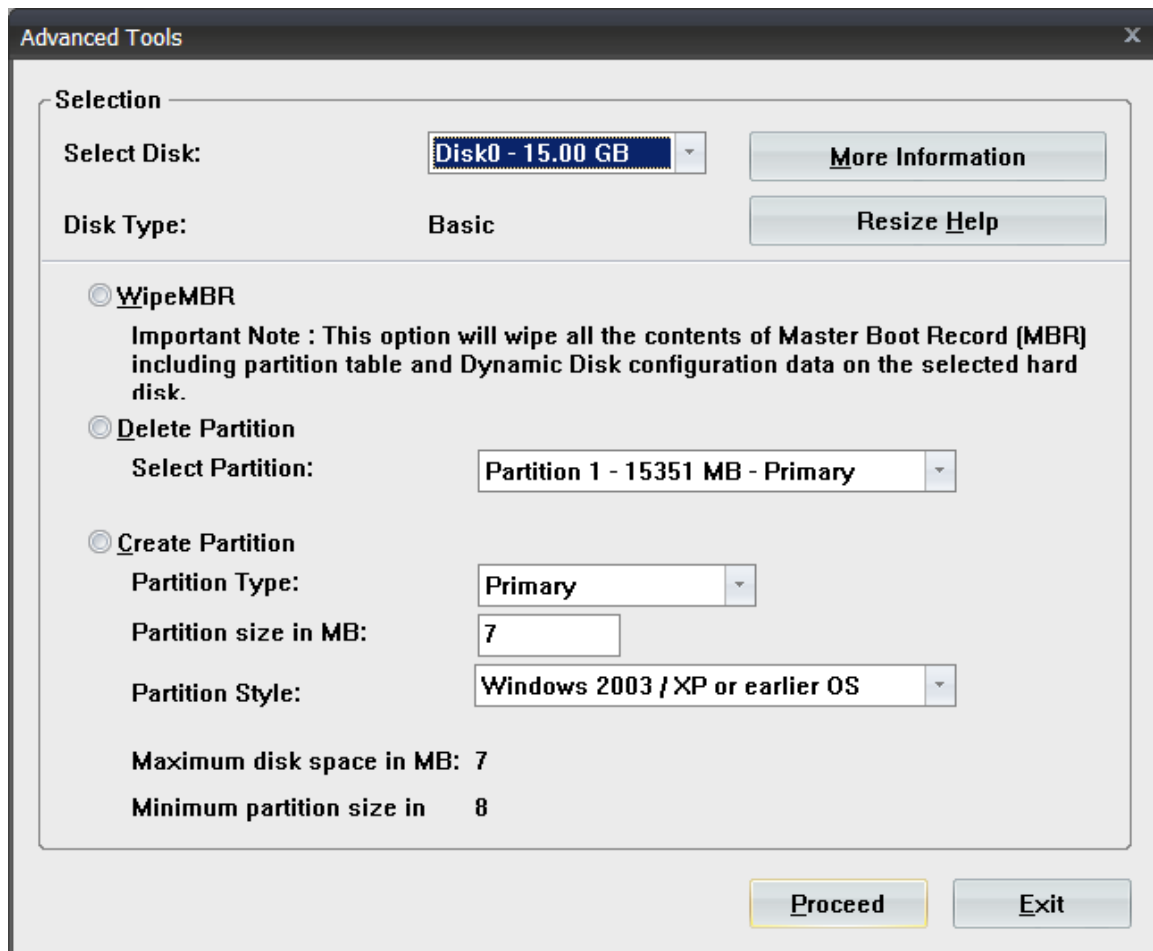 Advanced Tools
x
Selection
Select Disk:
Disk0 - 15.00 GB
More Information
Disk Type:
Basic
Resize Help
WipeMBR
Important Note : This option will wipe all the contents of Master Boot Record (MBR)
including partition table and Dynamic Disk configuration data on the selected hard
disk.
Delete Partition
Select Partition:
Partition 1 - 15351 MB - Primary
Create Partition
Partition Type:
Primary
Partition size in MB:
7
Partition Style:
Windows 2003 / XP or earlier OS
Maximum disk space in MB: 7
Minimum partition size in 8
Proceed
Exit